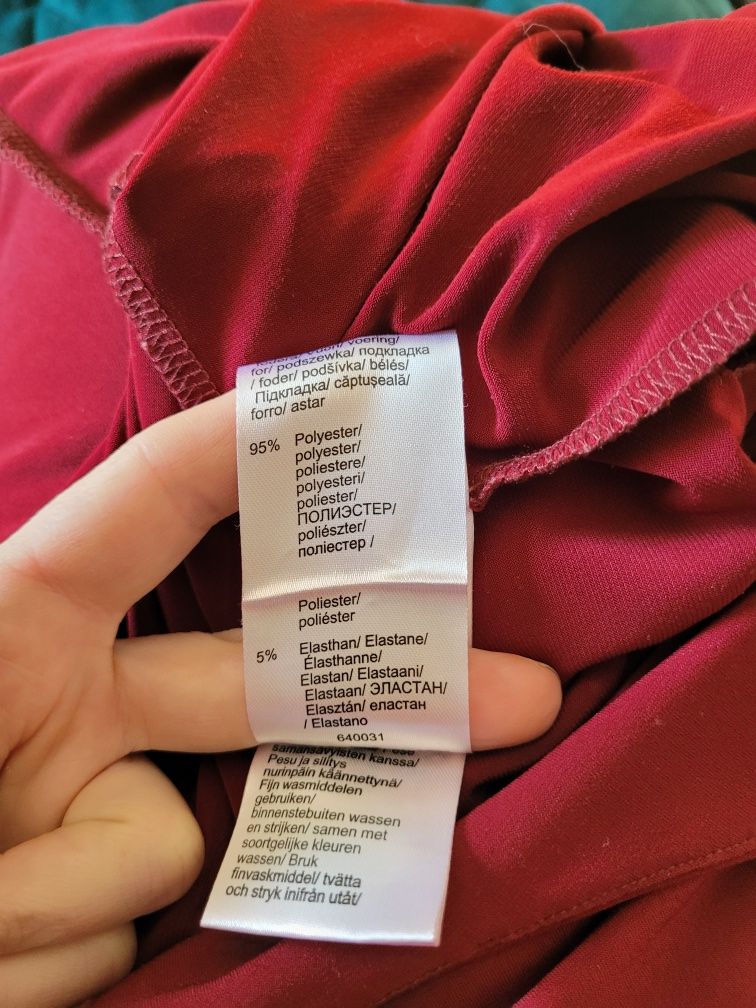 voering/
for/ podszewka/ подкладка
/ foder/ podšívka/ bélés/
Підкладка/ căptuşeală/
forro/ astar
95% Polyester/
polyester/
poliestere/
polyesteri/
poliester/
ПОЛИЭСТЕР/
poliészter/
поліестер /
Poliester/
poliéster
5% Elasthan/ Elastane/
Élasthanne/
Elastan/ Elastaani/
Elastaan/ ЭЛАСТАН/
Elasztán/ еластан
/ Elastano
640031
samansävyisten kanssa/
Pesu ja silitys
nurinpäin käännettynä/
Fijn wasmiddelen
gebruiken/
binnenstebuiten wassen
en strijken/ samen met
soortgelijke kleuren
wassen/ Bruk
finvaskmiddel/ tvätta
och stryk inifrån utåt/